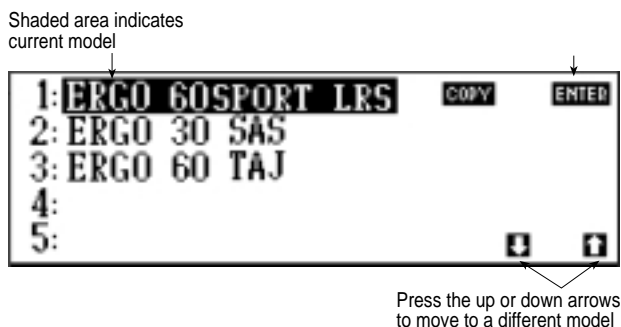 Shaded area indicates
current model
1: ERGO 60SPORT LRS COPY ENTER
2: ERGO 30 SAS
3: ERGO 60 TAJ
4:
5:
Press the up or down arrows
to move to a different model